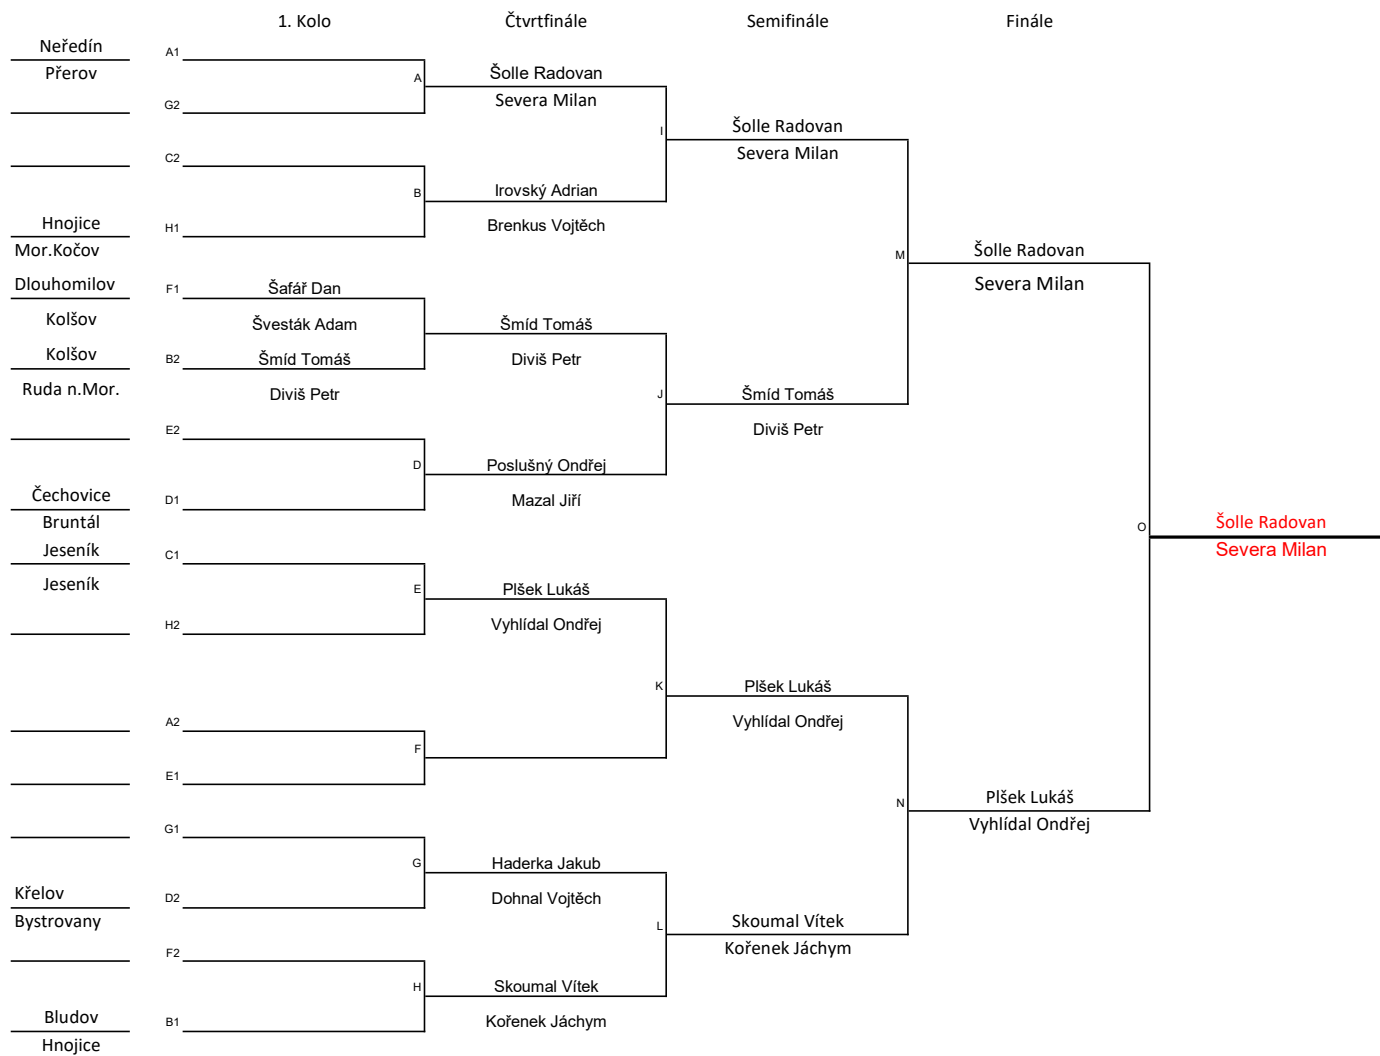 1. Kolo Čtvrtfinále Semifinále Finále
Neředín A1
Přerov A Šolle Radovan
G2 Severa Milan
I Šolle Radovan
C2 Severa Milan
B Irovský Adrian
Hnojice H1 Brenkus Vojtěch
Mor.Kočov M Šolle Radovan
Dlouhomilov F1 Šafář Dan Severa Milan
Kolšov Švesták Adam Šmíd Tomáš
Kolšov B2 Šmíd Tomáš Diviš Petr
Ruda n.Mor. Diviš Petr J Šmíd Tomáš
E2 Diviš Petr
D Poslušný Ondřej
Čechovice D1 Mazal Jiří
Bruntál O Šolle Radovan
Jeseník C1 Severa Milan
Jeseník E Plšek Lukáš
H2 Vyhlídal Ondřej
K Plšek Lukáš
A2 Vyhlídal Ondřej
F
E1
N Plšek Lukáš
G1 Vyhlídal Ondřej
G Haderka Jakub
Křelov D2 Dohnal Vojtěch
Bystrovany L Skoumal Vítek
F2 Kořenek Jáchym
H Skoumal Vítek
Bludov B1 Kořenek Jáchym
Hnojice